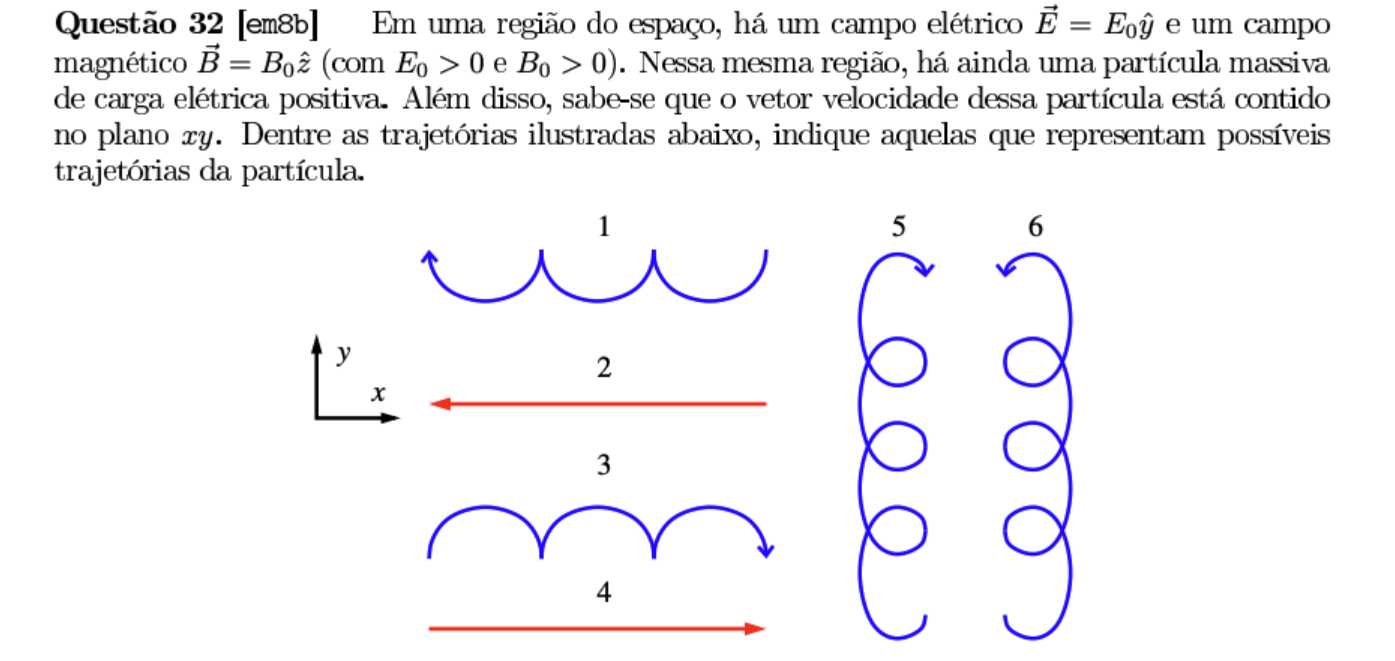 Questão 32 [em8b] Em uma região do espaço, há um campo elétrico $\vec{E} = E_0\hat{y}$ e um campo
magnético $\vec{B} = B_0\hat{z}$ (com $E_0 > 0$ e $B_0 > 0$). Nessa mesma região, há ainda uma partícula massiva
de carga elétrica positiva. Além disso, sabe-se que o vetor velocidade dessa partícula está contido
no plano $xy$. Dentre as trajetórias ilustradas abaixo, indique aquelas que representam possíveis
trajetórias da partícula.
1
5
6
y
x
2
3
4